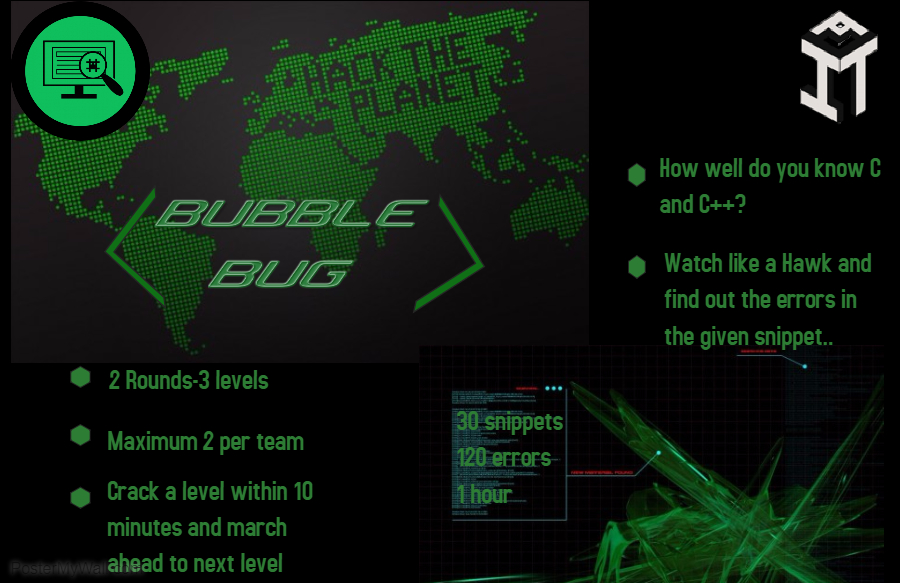 HACK THE
PLANET
BUBBLE
BUG
How well do you know C
and C++?
Watch like a Hawk and
find out the errors in
the given snippet..
2 Rounds-3 levels
Maximum 2 per team
Crack a level within 10
minutes and march
ahead to next level
30 snippets
120 errors
1 hour
PosterMyWall.com